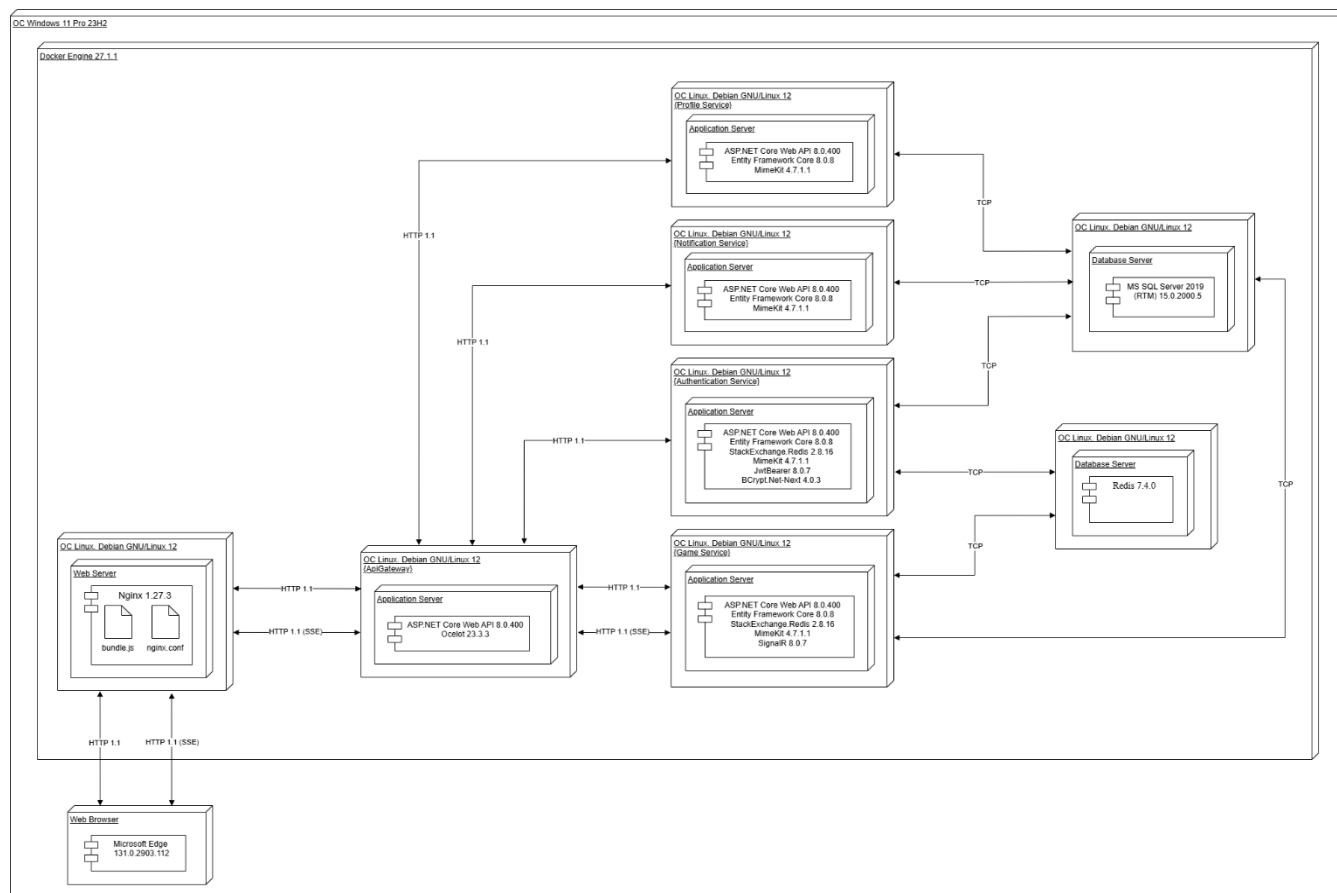 OC Windows 11 Pro 23H2
Docker Engine 27.1.1
OC Linux. Debian GNU/Linux 12
{Profile Service}
Application Server
ASP.NET Core Web API 8.0.400
Entity Framework Core 8.0.8
MimeKit 4.7.1.1
HTTP 1.1
TCP
OC Linux. Debian GNU/Linux 12
{Notification Service}
Application Server
ASP.NET Core Web API 8.0.400
Entity Framework Core 8.0.8
MimeKit 4.7.1.1
HTTP 1.1
TCP
OC Linux. Debian GNU/Linux 12
Database Server
MS SQL Server 2019
(RTM) 15.0.2000.5
TCP
OC Linux. Debian GNU/Linux 12
{Authentication Service}
Application Server
ASP.NET Core Web API 8.0.400
Entity Framework Core 8.0.8
StackExchange.Redis 2.8.16
MimeKit 4.7.1.1
JwtBearer 8.0.7
BCrypt.Net-Next 4.0.3
HTTP 1.1
TCP
OC Linux. Debian GNU/Linux 12
Database Server
Redis 7.4.0
TCP
TCP
OC Linux. Debian GNU/Linux 12
{Game Service}
Application Server
ASP.NET Core Web API 8.0.400
Entity Framework Core 8.0.8
StackExchange.Redis 2.8.16
MimeKit 4.7.1.1
SignalR 8.0.7
OC Linux. Debian GNU/Linux 12
Web Server
Nginx 1.27.3
bundle.js
nginx.conf
HTTP 1.1
HTTP 1.1 (SSE)
OC Linux. Debian GNU/Linux 12
{ApiGateway}
Application Server
ASP.NET Core Web API 8.0.400
Ocelot 23.3.3
HTTP 1.1
HTTP 1.1 (SSE)
HTTP 1.1
HTTP 1.1 (SSE)
Web Browser
Microsoft Edge
131.0.2903.112